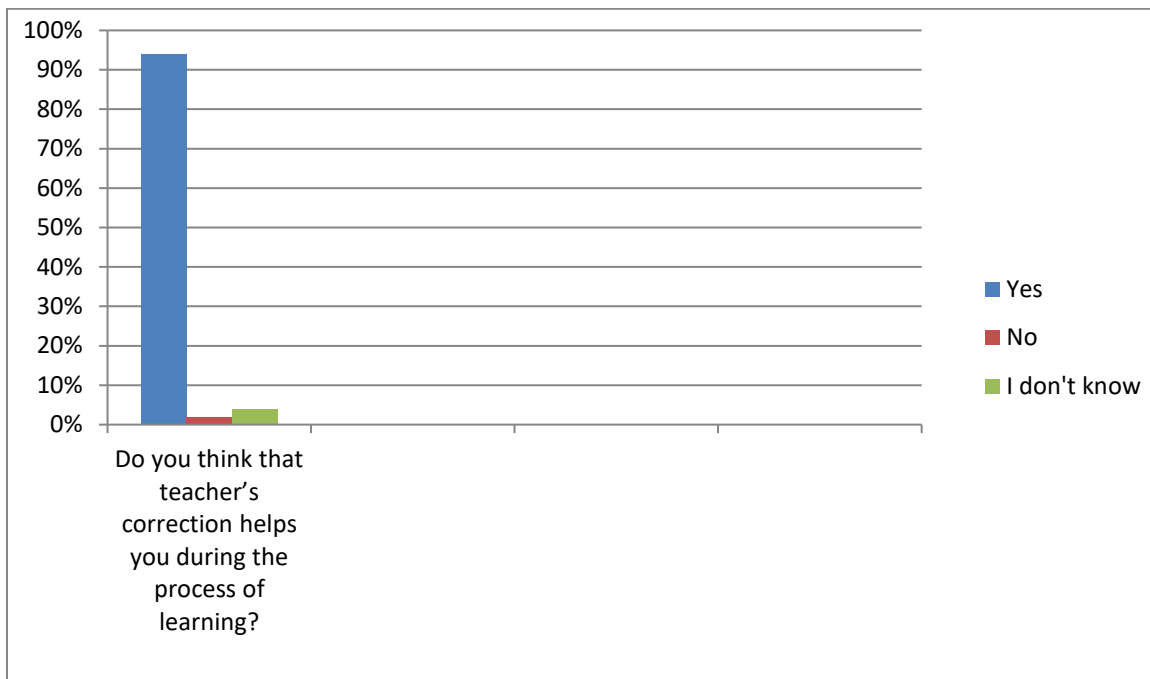 100%
90%
80%
70%
60%
50%
40%
30%
20%
10%
0%
Do you think that
teacher’s
correction helps
you during the
process of
learning?
Yes
No
I don't know